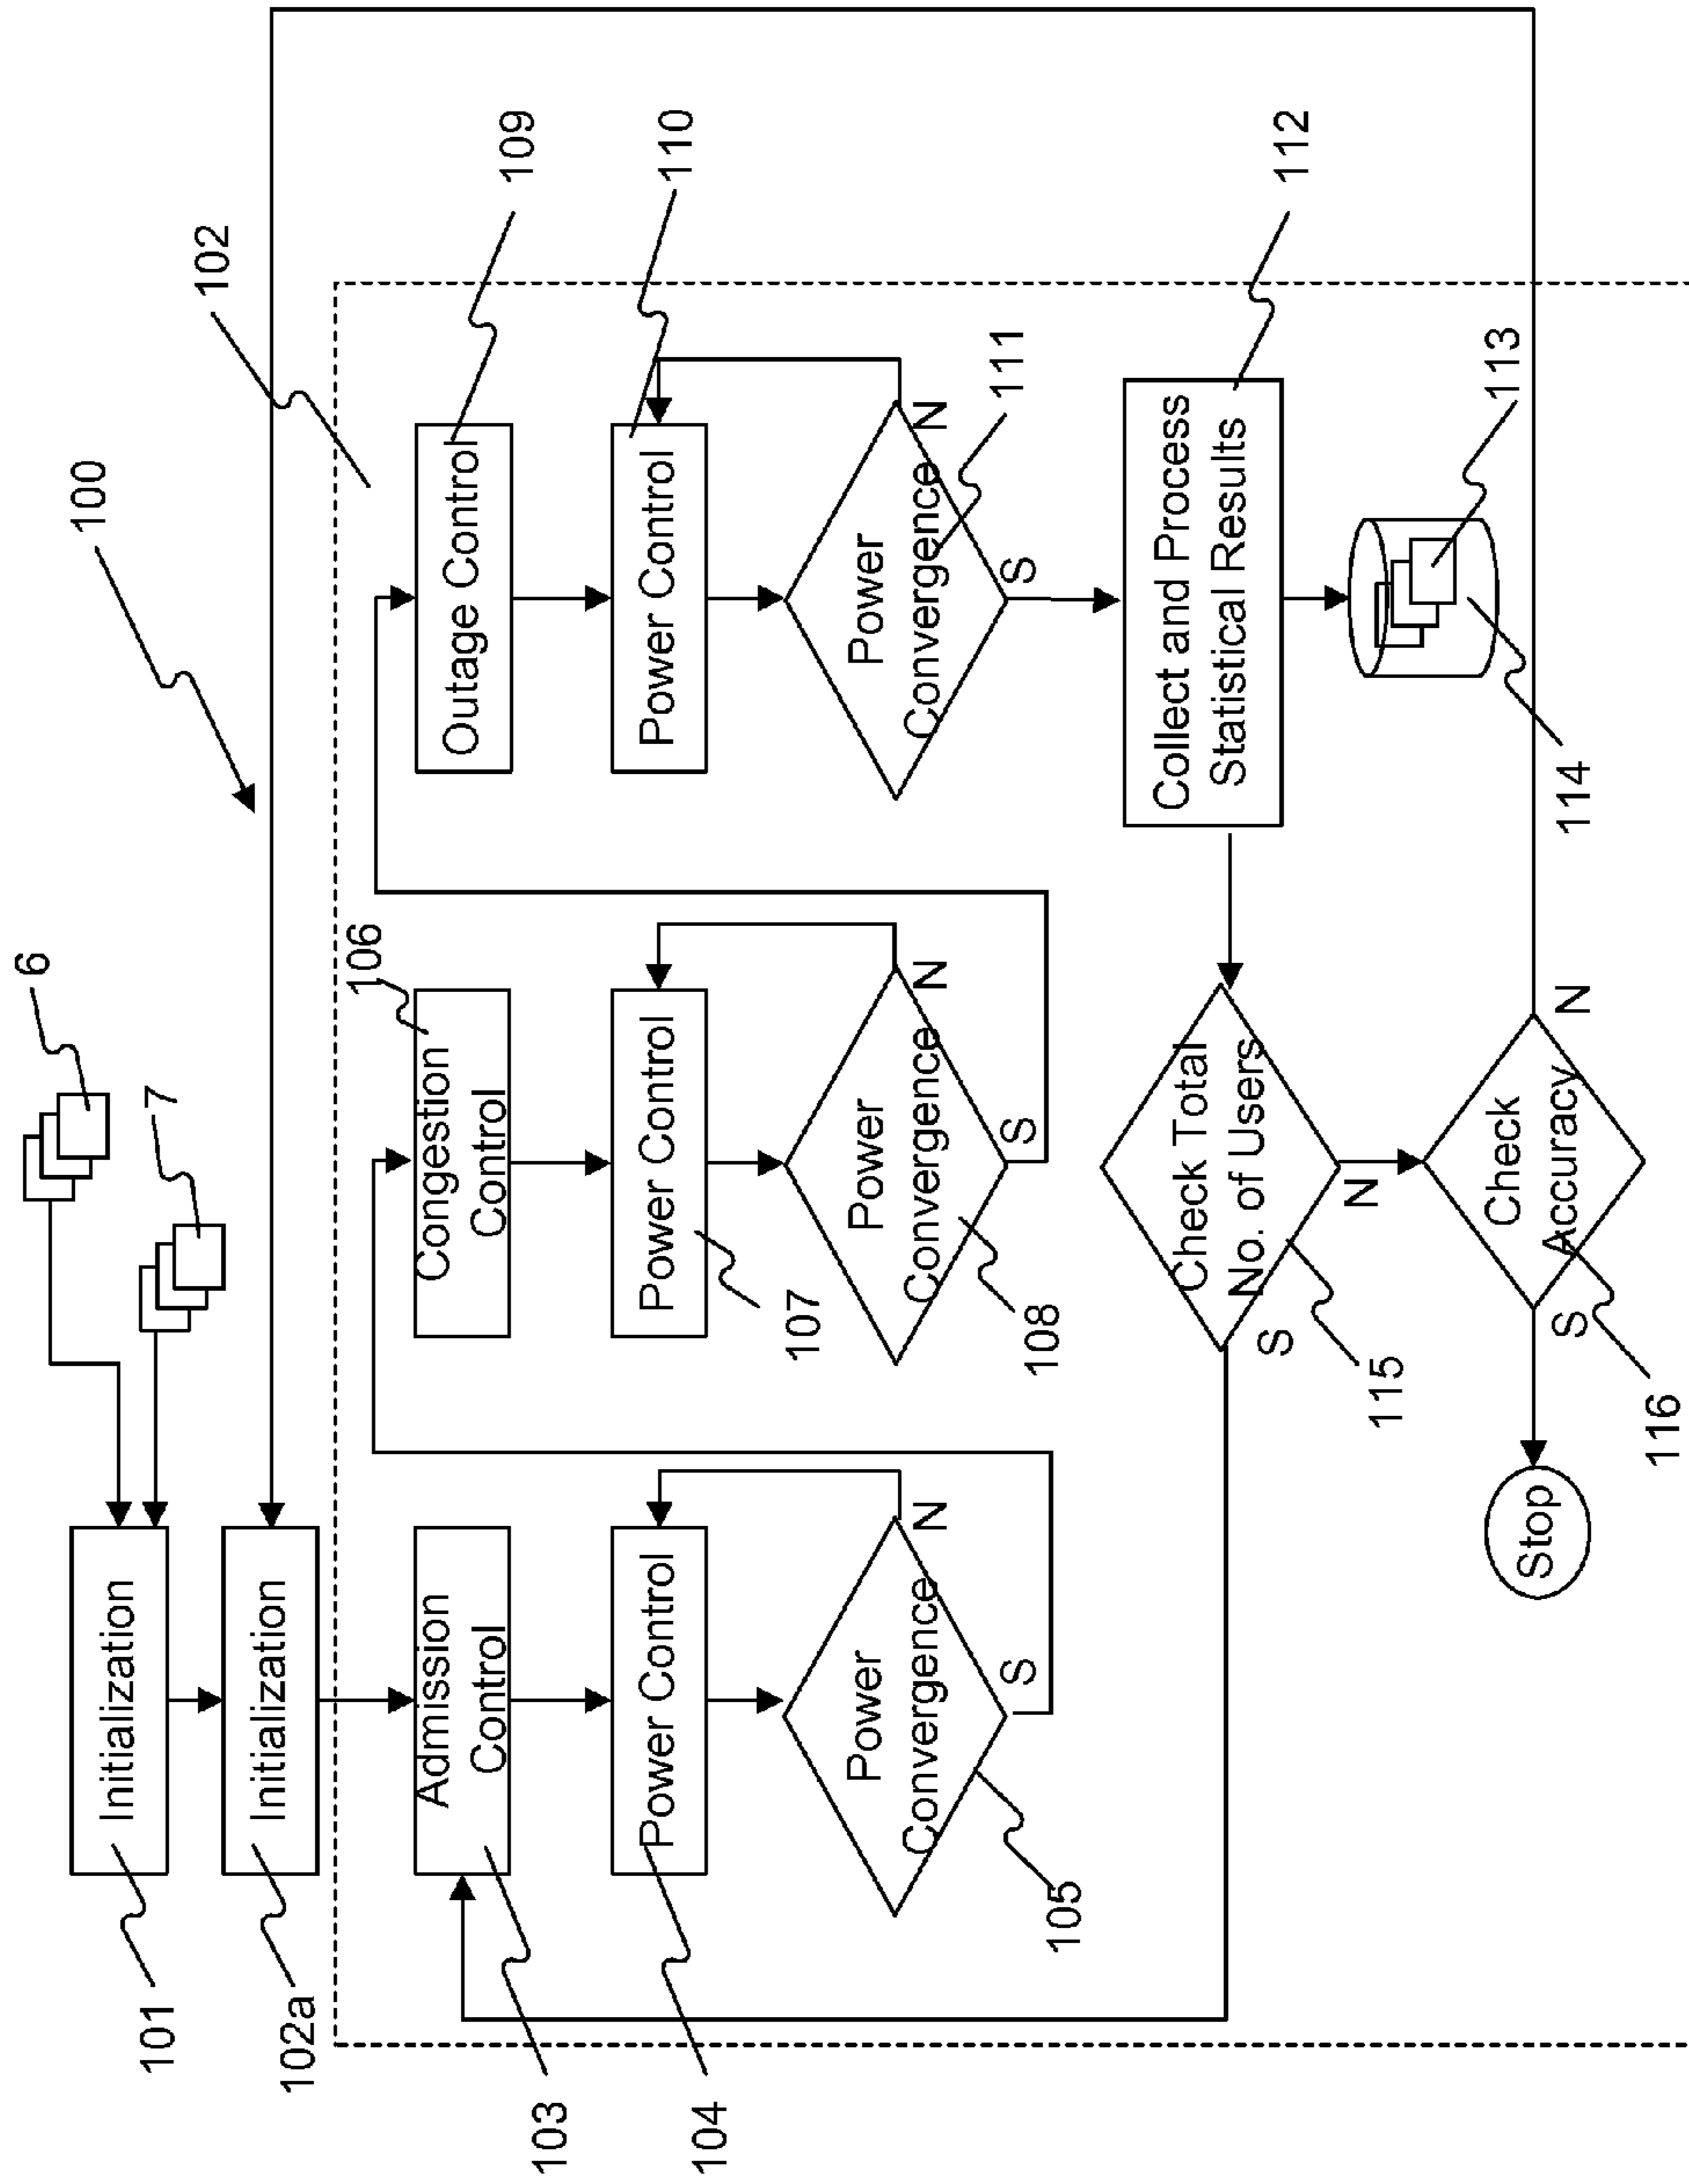 100
102
6
7
101
Initialization
102a
Initialization
103
Admission
Control
106
Congestion
Control
109
Outage Control
104
Power Control
107
Power Control
110
Power Control
105
Power
Convergence
N
S
108
Power
Convergence
N
S
111
Power
Convergence
N
S
112
Collect and Process
Statistical Results
113
114
115
Check Total
No. of Users
S
N
116
Check
Accuracy
S
N
Stop